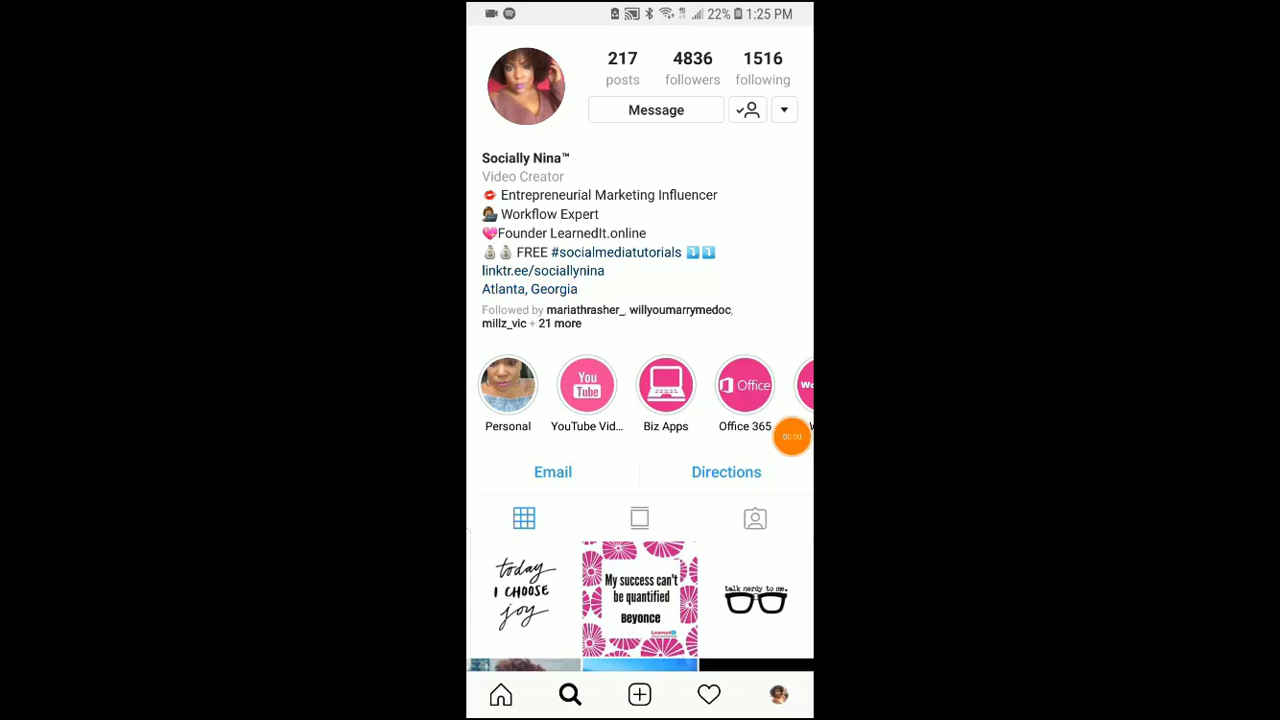 22% 1:25 PM
217 4836 1516
posts followers following
Message
Socially Nina™
Video Creator
💋 Entrepreneurial Marketing Influencer
👩🏽‍💻 Workflow Expert
💖Founder LearnedIt.online
💰💰 FREE #socialmediatutorials ⤵️⤵️
linktr.ee/sociallynina
Atlanta, Georgia
Followed by mariathrasher_, willyoumarrymedoc,
millz_vic + 21 more
You
Tube
Office
Wo
Personal YouTube Vid... Biz Apps Office 365
00:00
Email Directions
today
I CHOOSE
joy
My success can't
be quantified
Beyonce
talk nerdy to me.